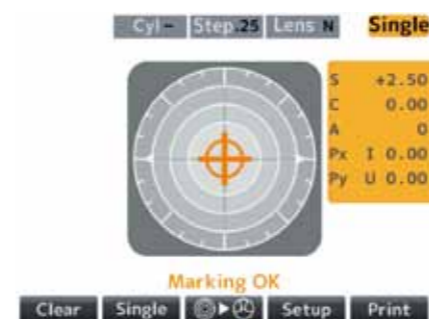 Cyl - Step.25 Lens N Single
S +2.50
C 0.00
A 0
Px I 0.00
Py U 0.00
Marking OK
Clear Single Setup Print